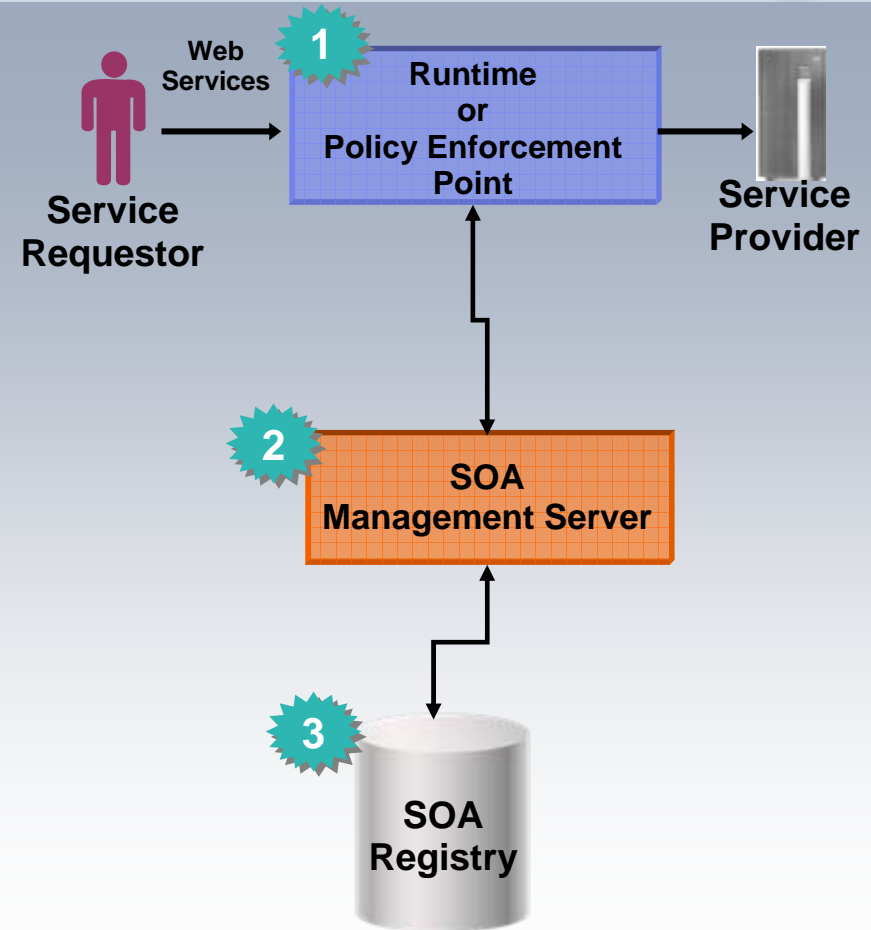 Web
Services
1
Runtime
or
Policy Enforcement
Point
Service
Requestor
Service
Provider
2
SOA
Management Server
3
SOA
Registry